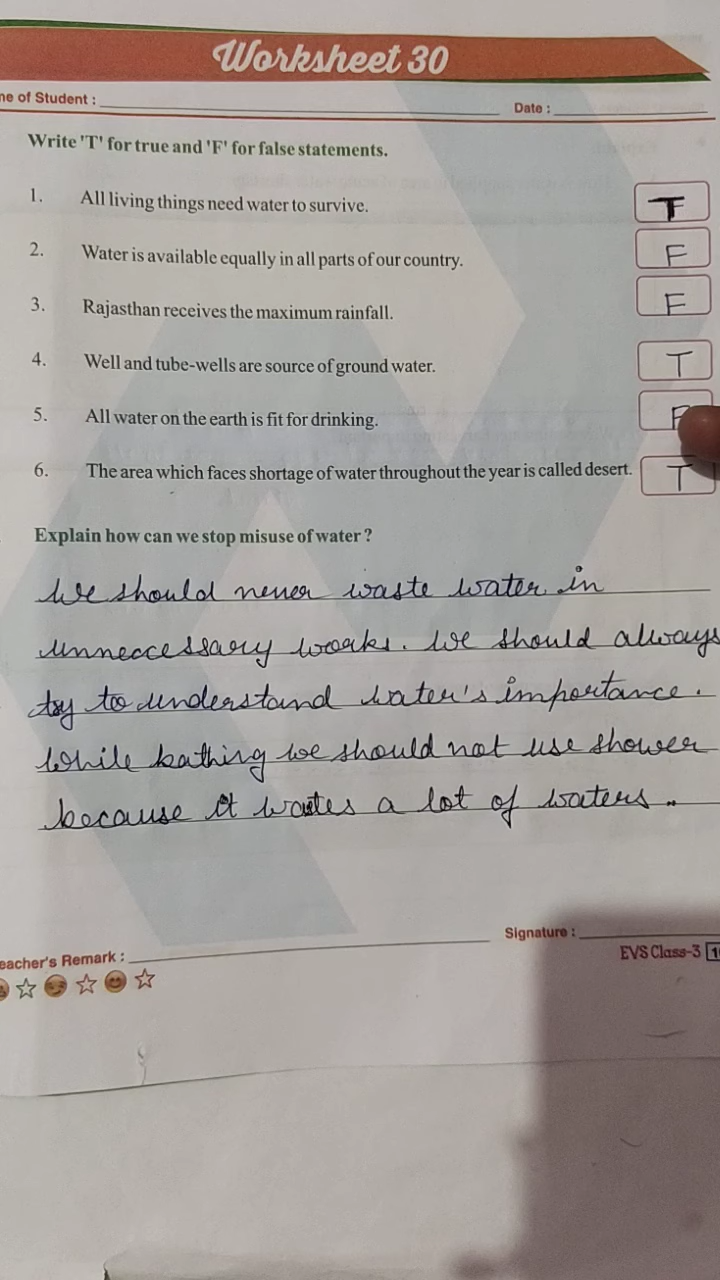 Worksheet 30
me of Student :
Date :
Write 'T' for true and 'F' for false statements.
1. All living things need water to survive. T
2. Water is available equally in all parts of our country. F
3. Rajasthan receives the maximum rainfall. F
4. Well and tube-wells are source of ground water. T
5. All water on the earth is fit for drinking. F
6. The area which faces shortage of water throughout the year is called desert. T
Explain how can we stop misuse of water ?
We should never waste water in
unneccessary works. We should always
try to understand water's importance.
While bathing we should not use shower
because it wastes a lot of waters..
Signature :
eacher's Remark :
EVS Class-3